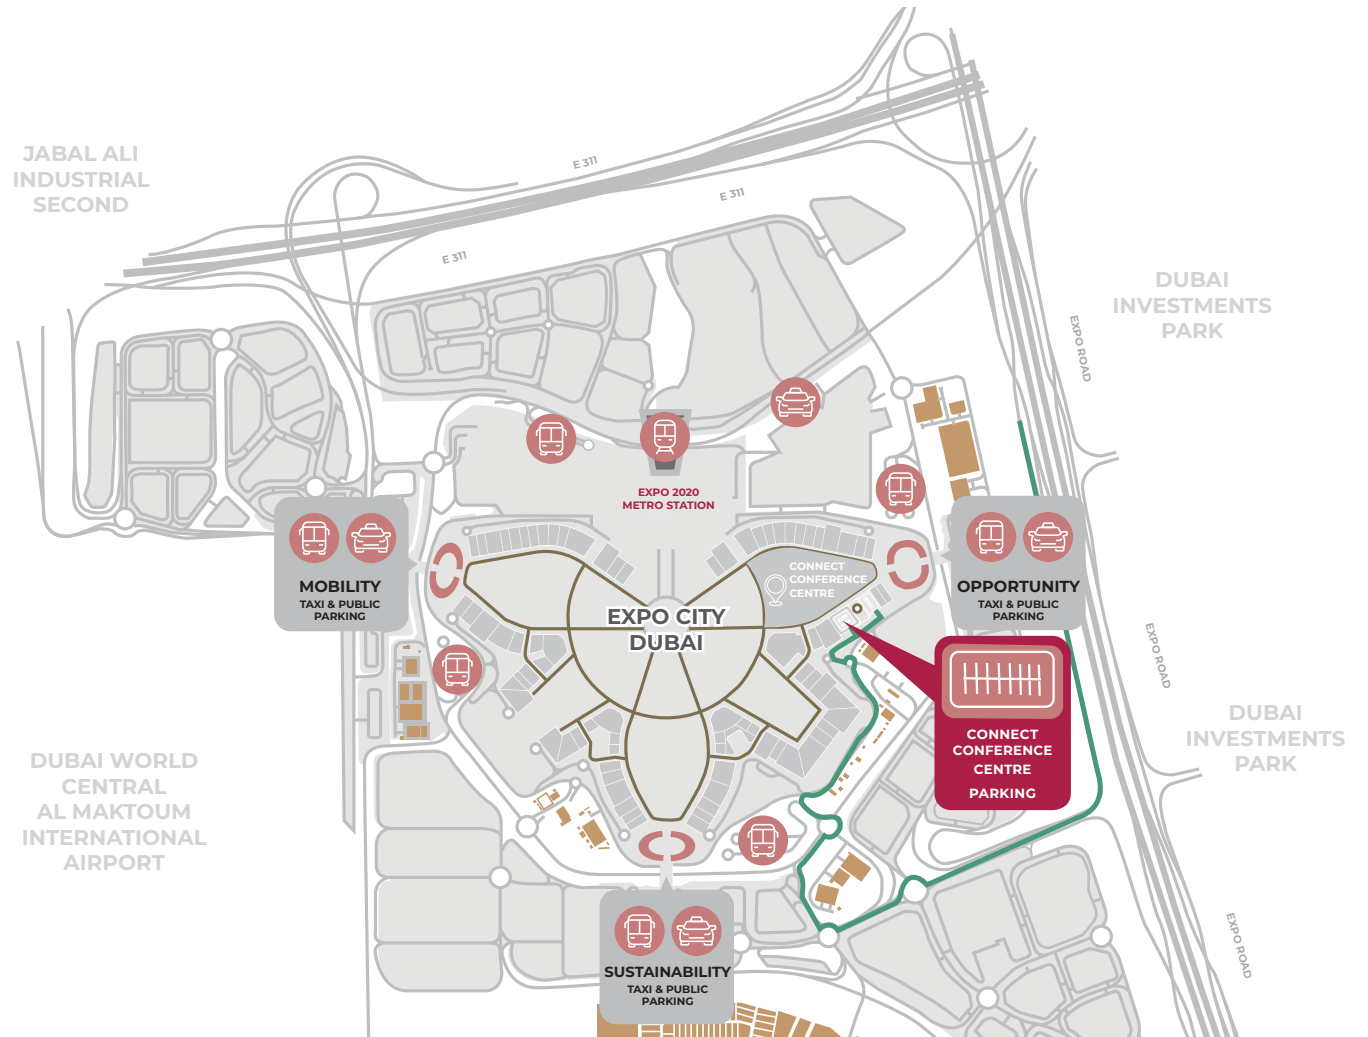 E 311
JABAL ALI
INDUSTRIAL
SECOND
E 311
E 311
DUBAI
INVESTMENTS
PARK
EXPO ROAD
EXPO 2020
METRO STATION
MOBILITY
TAXI & PUBLIC
PARKING
CONNECT
CONFERENCE
CENTRE
OPPORTUNITY
TAXI & PUBLIC
PARKING
EXPO CITY
DUBAI
EXPO ROAD
CONNECT
CONFERENCE
CENTRE
PARKING
DUBAI
INVESTMENTS
PARK
DUBAI WORLD
CENTRAL
AL MAKTOUM
INTERNATIONAL
AIRPORT
EXPO ROAD
SUSTAINABILITY
TAXI & PUBLIC
PARKING